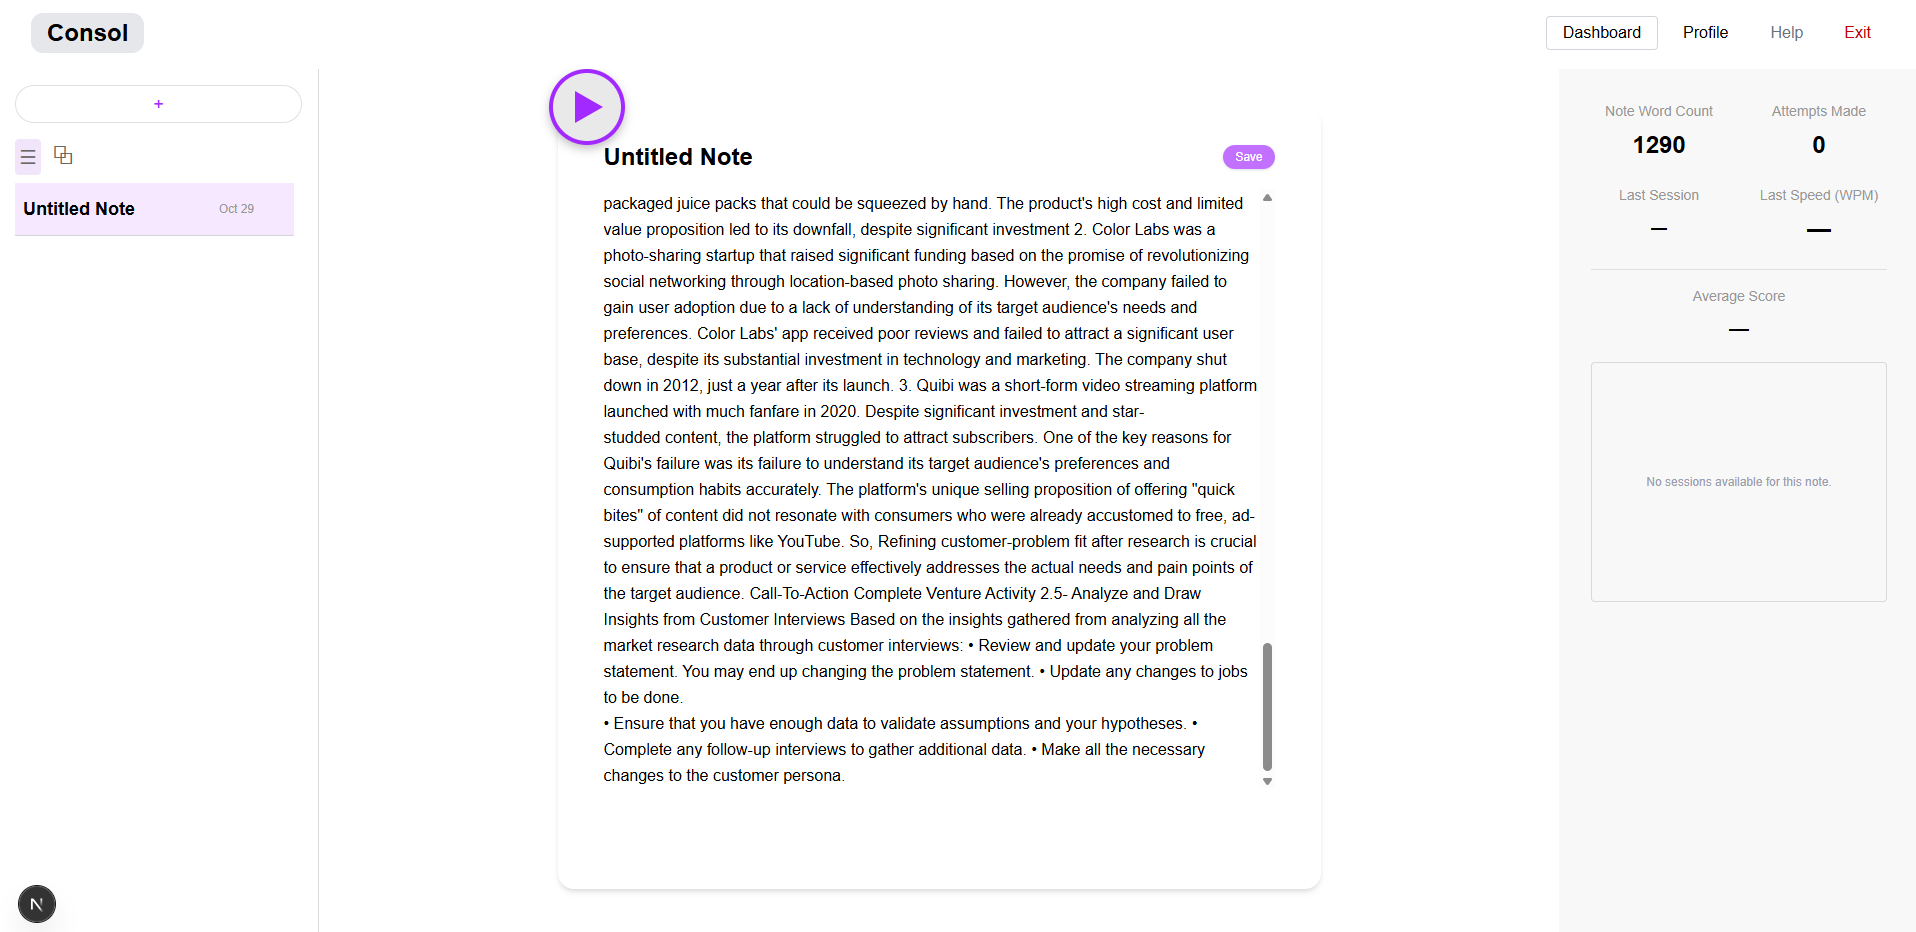 Consol
Dashboard
Profile
Help
Exit
+
Untitled Note
Oct 29
Untitled Note
Save
packaged juice packs that could be squeezed by hand. The product's high cost and limited
value proposition led to its downfall, despite significant investment 2. Color Labs was a
photo-sharing startup that raised significant funding based on the promise of revolutionizing
social networking through location-based photo sharing. However, the company failed to
gain user adoption due to a lack of understanding of its target audience's needs and
preferences. Color Labs' app received poor reviews and failed to attract a significant user
base, despite its substantial investment in technology and marketing. The company shut
down in 2012, just a year after its launch. 3. Quibi was a short-form video streaming platform
launched with much fanfare in 2020. Despite significant investment and star-
studded content, the platform struggled to attract subscribers. One of the key reasons for
Quibi's failure was its failure to understand its target audience's preferences and
consumption habits accurately. The platform's unique selling proposition of offering "quick
bites" of content did not resonate with consumers who were already accustomed to free, ad-
supported platforms like YouTube. So, Refining customer-problem fit after research is crucial
to ensure that a product or service effectively addresses the actual needs and pain points of
the target audience. Call-To-Action Complete Venture Activity 2.5- Analyze and Draw
Insights from Customer Interviews Based on the insights gathered from analyzing all the
market research data through customer interviews: • Review and update your problem
statement. You may end up changing the problem statement. • Update any changes to jobs
to be done.
• Ensure that you have enough data to validate assumptions and your hypotheses. •
Complete any follow-up interviews to gather additional data. • Make all the necessary
changes to the customer persona.
Note Word Count
1290
Attempts Made
0
Last Session
—
Last Speed (WPM)
—
Average Score
—
No sessions available for this note.
N